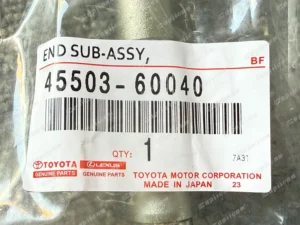 END SUB-ASSY,
BF
45503-60040
QTY: 1
7A31
TOYOTA LEXUS TOYOTA MOTOR CORPORATION
GENUINE PARTS GENUINE PARTS MADE IN JAPAN 23